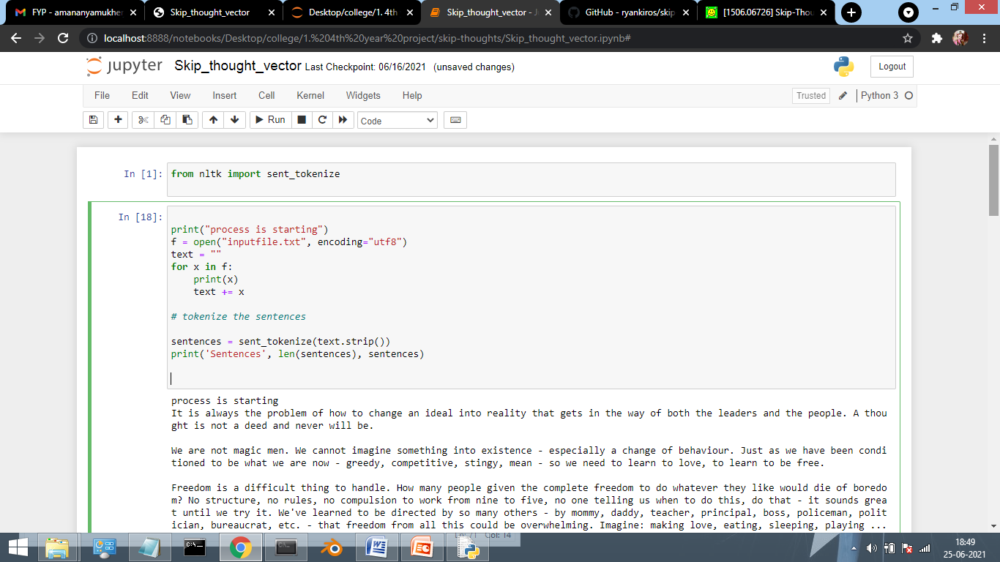 FYP - amananyamukher
Skip_thought_vector
Desktop/college/1. 4th
Skip_thought_vector - J
GitHub - ryankiros/skip
[1506.06726] Skip-Thou
localhost:8888/notebooks/Desktop/college/1.%204th%20year%20project/skip-thoughts/Skip_thought_vector.ipynb#
jupyter Skip_thought_vector Last Checkpoint: 06/16/2021 (unsaved changes)
Logout
File Edit View Insert Cell Kernel Widgets Help
Trusted
Python 3
Run
Code
In [1]: from nltk import sent_tokenize
In [18]:
print("process is starting")
f = open("inputfile.txt", encoding="utf8")
text = ""
for x in f:
    print(x)
    text += x
# tokenize the sentences
sentences = sent_tokenize(text.strip())
print('Sentences', len(sentences), sentences)
process is starting
It is always the problem of how to change an ideal into reality that gets in the way of both the leaders and the people. A thou
ght is not a deed and never will be.
We are not magic men. We cannot imagine something into existence - especially a change of behaviour. Just as we have been condi
tioned to be what we are now - greedy, competitive, stingy, mean - so we need to learn to love, to learn to be free.
Freedom is a difficult thing to handle. How many people given the complete freedom to do whatever they like would die of boredo
m? No structure, no rules, no compulsion to work from nine to five, no one telling us when to do this, do that - it sounds grea
t until we try it. We've learned to be directed by so many others - by mommy, daddy, teacher, principal, boss, policeman, polit
ician, bureaucrat, etc. - that freedom from all this could be overwhelming. Imagine: making love, eating, sleeping, playing ...
Ln: 71 Col: 14
18:49
25-06-2021